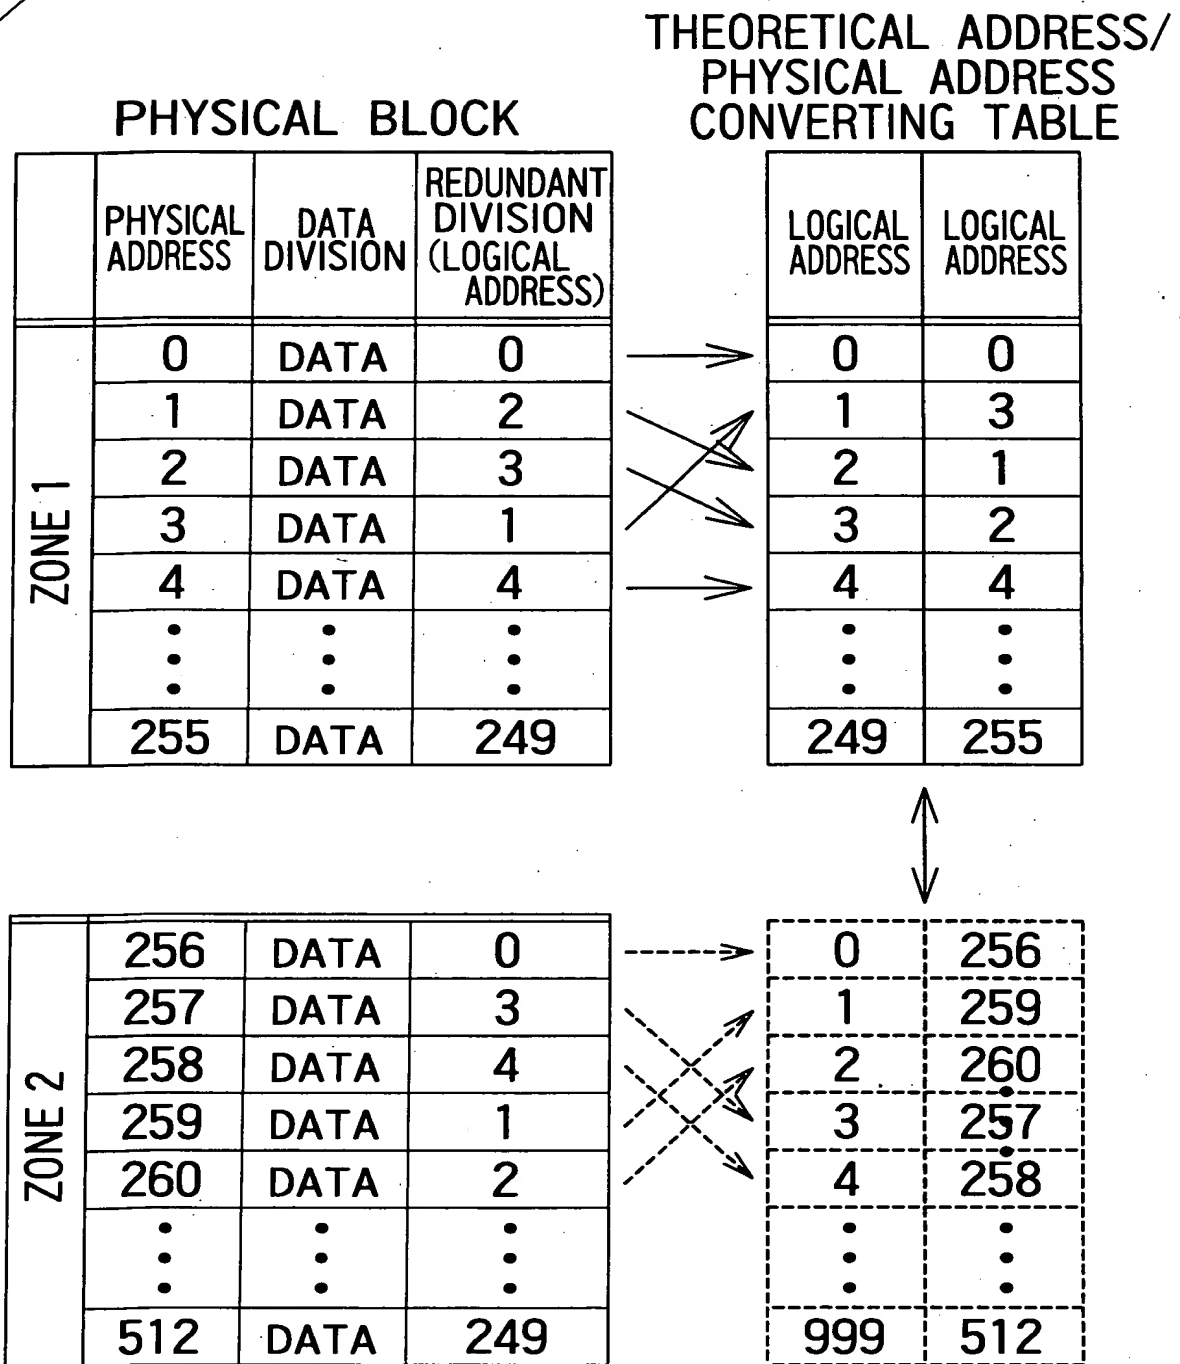 THEORETICAL ADDRESS/
PHYSICAL ADDRESS
CONVERTING TABLE
PHYSICAL BLOCK
PHYSICAL ADDRESS
DATA DIVISION
REDUNDANT DIVISION (LOGICAL ADDRESS)
LOGICAL ADDRESS
LOGICAL ADDRESS
ZONE 1
0 DATA 0 0 0
1 DATA 2 1 3
2 DATA 3 2 1
3 DATA 1 3 2
4 DATA 4 4 4
255 DATA 249 249 255
ZONE 2
256 DATA 0 0 256
257 DATA 3 1 259
258 DATA 4 2 260
259 DATA 1 3 257
260 DATA 2 4 258
512 DATA 249 999 512